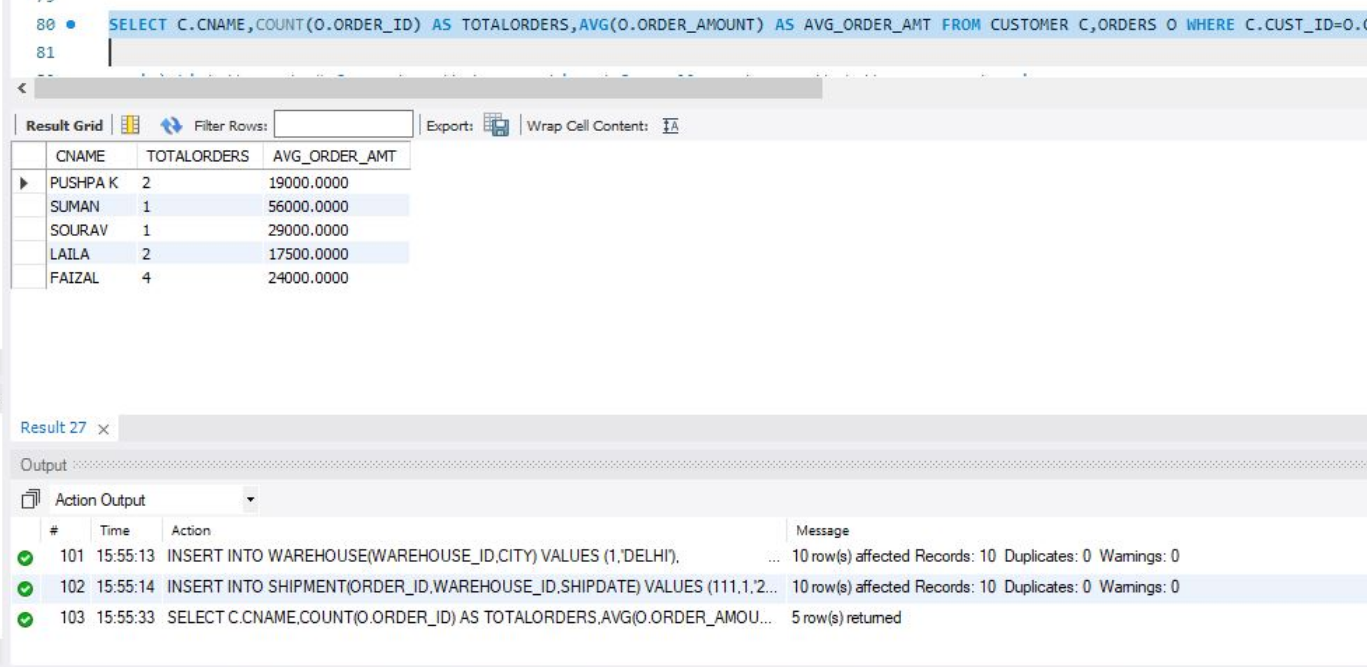 80 SELECT C.CNAME,COUNT(O.ORDER_ID) AS TOTALORDERS,AVG(O.ORDER_AMOUNT) AS AVG_ORDER_AMT FROM CUSTOMER C,ORDERS O WHERE C.CUST_ID=O.
81
Result Grid Filter Rows: Export: Wrap Cell Content:
CNAME TOTALORDERS AVG_ORDER_AMT
PUSHPA K 2 19000.0000
SUMAN 1 56000.0000
SOURAV 1 29000.0000
LAILA 2 17500.0000
FAIZAL 4 24000.0000
Result 27
Output
Action Output
# Time Action Message
101 15:55:13 INSERT INTO WAREHOUSE(WAREHOUSE_ID,CITY) VALUES (1,'DELHI'), ... 10 row(s) affected Records: 10 Duplicates: 0 Warnings: 0
102 15:55:14 INSERT INTO SHIPMENT(ORDER_ID,WAREHOUSE_ID,SHIPDATE) VALUES (111,1,'2... 10 row(s) affected Records: 10 Duplicates: 0 Warnings: 0
103 15:55:33 SELECT C.CNAME,COUNT(O.ORDER_ID) AS TOTALORDERS,AVG(O.ORDER_AMOU... 5 row(s) returned